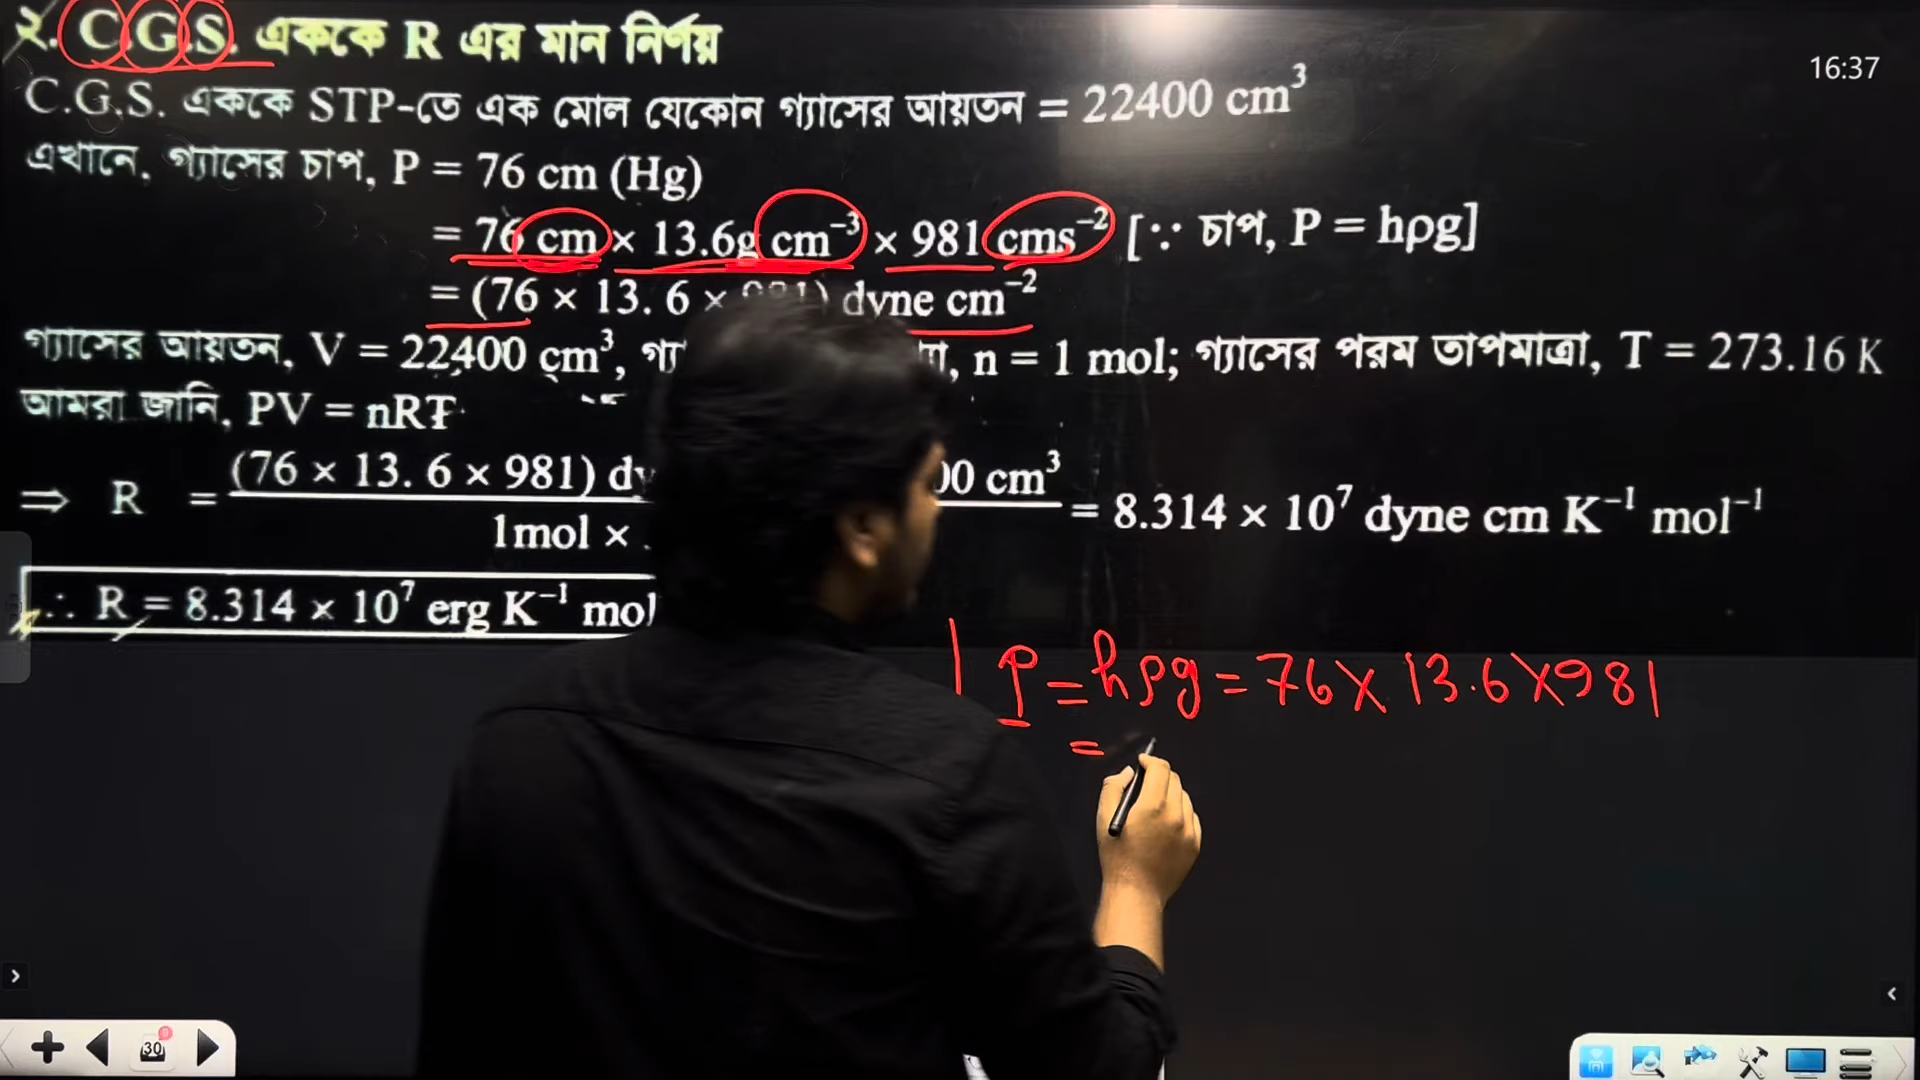 ২. C.G.S. এককে R এর মান নির্ণয়
16:37
C.G.S. এককে STP-তে এক মোল যেকোন গ্যাসের আয়তন = 22400 cm³
এখানে, গ্যাসের চাপ, P = 76 cm (Hg)
= 76 cm × 13.6g cm⁻³ × 981 cms⁻² [∵ চাপ, P = hρg]
= (76 × 13. 6 × 981) dyne cm⁻²
গ্যাসের আয়তন, V = 22400 cm³, n = 1 mol; গ্যাসের পরম তাপমাত্রা, T = 273.16 K
আমরা জানি, PV = nRT
⇒ R = (76 × 13. 6 × 981) cm³ = 8.314 × 10⁷ dyne cm K⁻¹ mol⁻¹
1mol ×
∴ R = 8.314 × 10⁷ erg K⁻¹ mol
P = hρg = 76 × 13.6 × 981
=
30